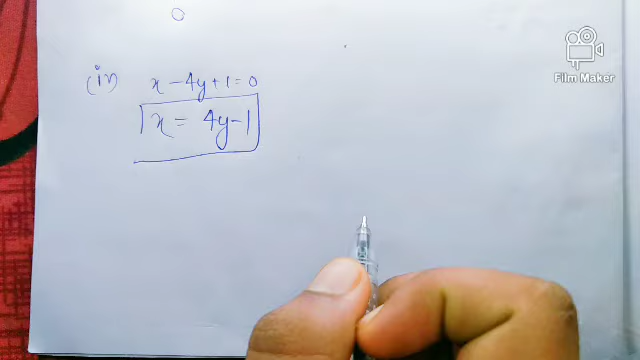 (iv) x - 4y + 1 = 0
x = 4y - 1
Film Maker